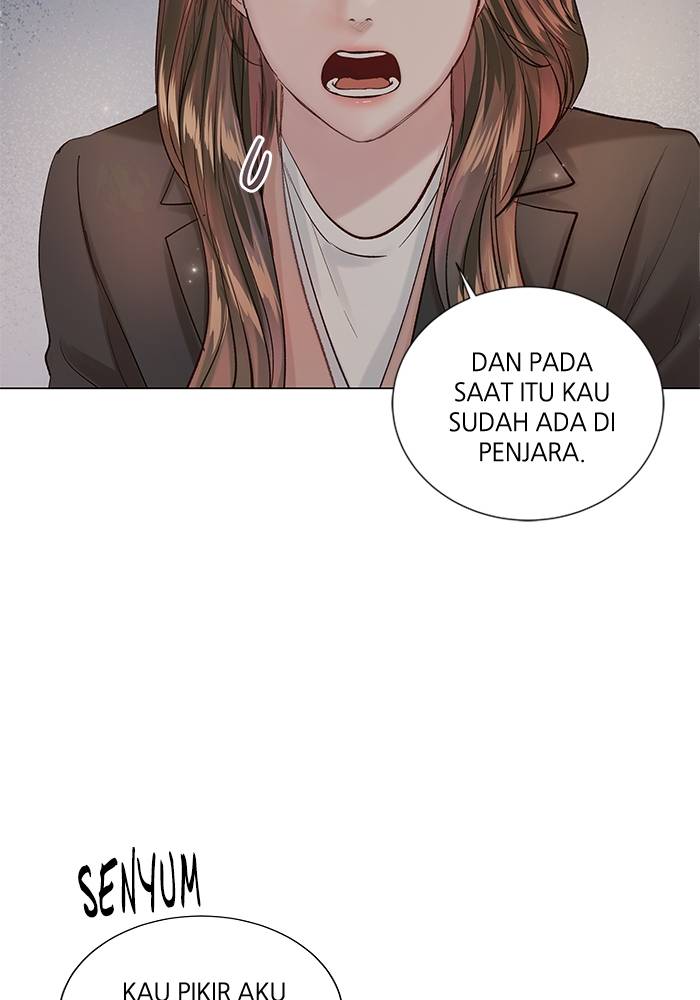 DAN PADA
SAAT ITU KAU
SUDAH ADA DI
PENJARA.
SENYUM
KAU PIKIR AKU